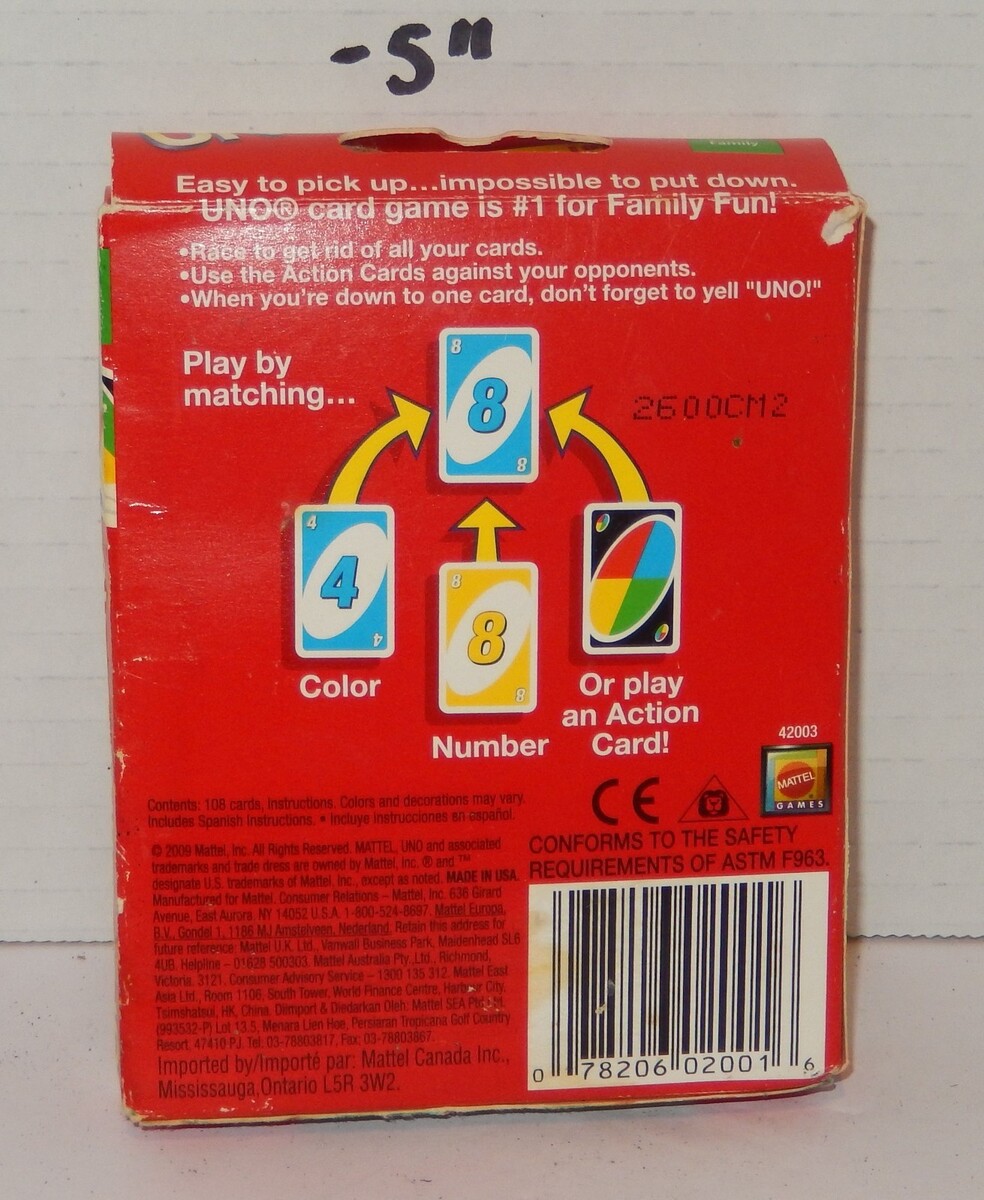 -5"
Family
Easy to pick up...impossible to put down.
UNO® card game is #1 for Family Fun!
•Race to get rid of all your cards.
•Use the Action Cards against your opponents.
•When you're down to one card, don't forget to yell "UNO!"
Play by
matching...
8
8
8
2600CM2
4
4
4
8
8
8
Color
Number
Or play
an Action
Card!
42003
MATTEL
GAMES
CE
Contents: 108 cards, Instructions. Colors and decorations may vary.
Includes Spanish Instructions. • Incluye instrucciones en español.
CONFORMS TO THE SAFETY
REQUIREMENTS OF ASTM F963.
© 2009 Mattel, Inc. All Rights Reserved. MATTEL, UNO and associated
trademarks and trade dress are owned by Mattel, Inc. ® and ™
designate U.S. trademarks of Mattel, Inc., except as noted. MADE IN USA.
Manufactured for Mattel. Consumer Relations – Mattel, Inc. 636 Girard
Avenue, East Aurora, NY 14052 U.S.A. 1-800-524-8697. Mattel Europa,
B.V., Gondel 1, 1186 MJ Amstelveen, Nederland. Retain this address for
future reference: Mattel U.K. Ltd., Vanwall Business Park, Maidenhead SL6
4UB. Helpline – 01628 500303. Mattel Australia Pty. Ltd., Richmond,
Victoria. 3121. Consumer Advisory Service – 1300 135 312. Mattel East
Asia Ltd., Room 1106, South Tower, World Finance Centre, Harbour City,
Tsimshatsui, HK, China. Diimport & Diedarkan Oleh: Mattel SEA Pte Ltd.
(993532-P) Lot 13.5, Menara Lien Hoe, Persiaran Tropicana Golf Country
Resort, 47410 PJ. Tel: 03-78803817, Fax: 03-78803867.
Imported by/Importé par: Mattel Canada Inc.,
Mississauga, Ontario L5R 3W2.
0 78206 02001 6